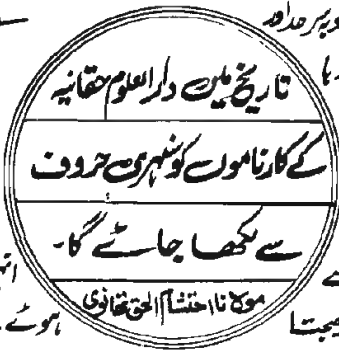 تاریخ میں دارالعلوم حقانیہ
کے کارناموں کو سنہری حروف
سے لکھا جائے گا۔
مولانا احتشام الحق تھانوی